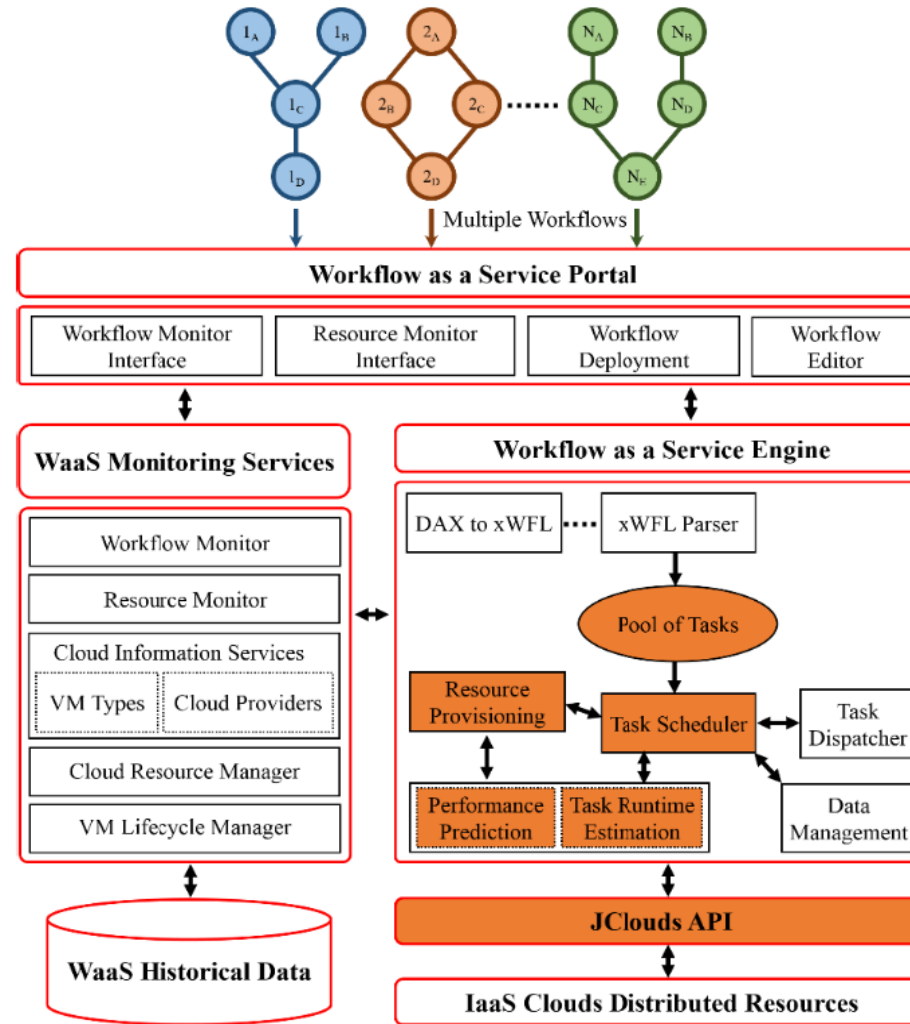 1A
1B
2A
NA
NB
1C
2B
2C
NC
ND
1D
2D
NE
Multiple Workflows
Workflow as a Service Portal
Workflow Monitor
Interface
Resource Monitor
Interface
Workflow
Deployment
Workflow
Editor
WaaS Monitoring Services
Workflow Monitor
Resource Monitor
Cloud Information Services
VM Types
Cloud Providers
Cloud Resource Manager
VM Lifecycle Manager
WaaS Historical Data
Workflow as a Service Engine
DAX to xWFL
xWFL Parser
Pool of Tasks
Resource
Provisioning
Task Scheduler
Task
Dispatcher
Performance
Prediction
Task Runtime
Estimation
Data
Management
JClouds API
IaaS Clouds Distributed Resources